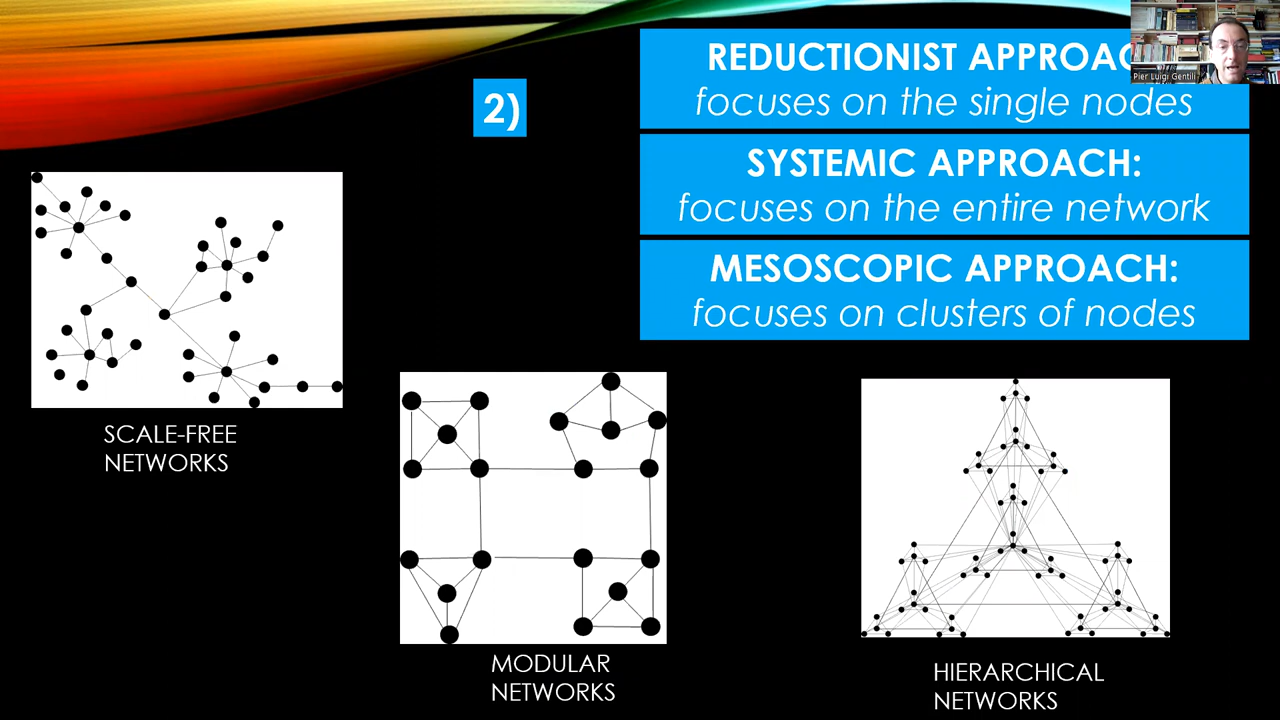 2)
REDUCTIONIST APPROAC
focuses on the single nodes
Pier Luigi Gentili
SYSTEMIC APPROACH:
focuses on the entire network
MESOSCOPIC APPROACH:
focuses on clusters of nodes
SCALE-FREE
NETWORKS
MODULAR
NETWORKS
HIERARCHICAL
NETWORKS